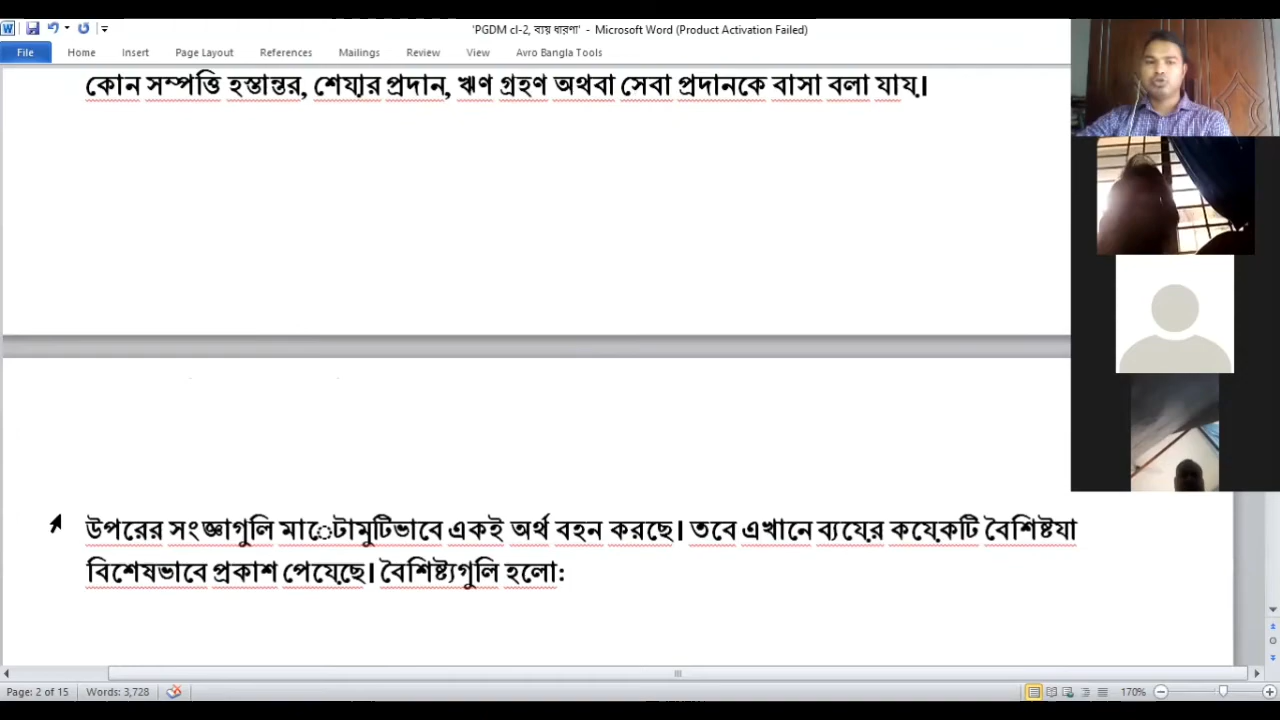 'PGDM cl-2, ব্যয় ধারণা' - Microsoft Word (Product Activation Failed)
File Home Insert Page Layout References Mailings Review View Avro Bangla Tools
কোন সম্পত্তি হস্তান্তর, শেয্যার প্রদান, ঋণ গ্রহণ অথবা সেবা প্রদানকে বাসা বলা যায্।
উপরের সংজ্ঞাগুলি মােটোমুটিভাবে একই অর্থ বহন করছে। তবে এখানে ব্যয্ের কয্েকটি বৈশিষ্টযা
বিশেষভাবে প্রকাশ পেয্েছে। বৈশিষ্ট্যগুলি হলো:
Page: 2 of 15 Words: 3,728 170%